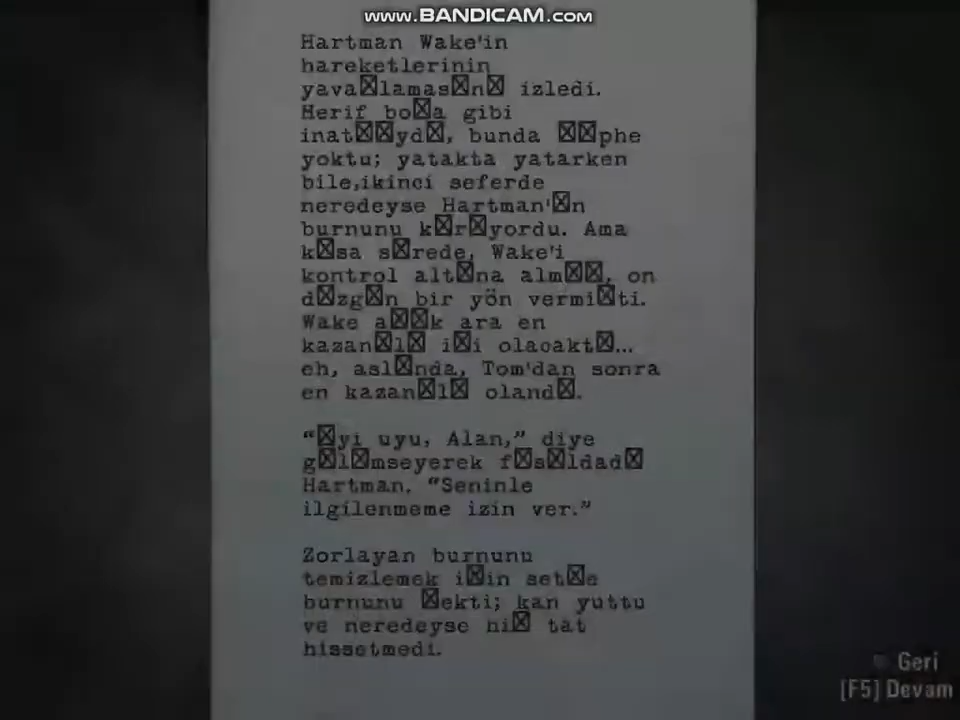 www.BANDICAM.com
Hartman Wake'in
hareketlerinin
yava☒lamas☒n☒ izledi.
Herif bo☒a gibi
inat☒☒yd☒, bunda ☒☒phe
yoktu; yatakta yatarken
bile,ikinci seferde
neredeyse Hartman'☒n
burnunu k☒r☒yordu. Ama
k☒sa s☒rede, Wake'i
kontrol alt☒na alm☒☒, on
d☒zg☒n bir yön vermi☒ti.
Wake a☒☒k ara en
kazan☒l☒ i☒i olacakt☒...
eh, asl☒nda, Tom'dan sonra
en kazan☒l☒ oland☒.
“☒yi uyu, Alan,” diye
g☒l☒mseyerek f☒s☒ldad☒
Hartman. “Seninle
ilgilenmeme izin ver.”
Zorlayan burnunu
temizlemek i☒in set☒e
burnunu ☒ekti; kan yuttu
ve neredeyse hi☒ tat
hissetmedi.
Geri
[F5] Devam